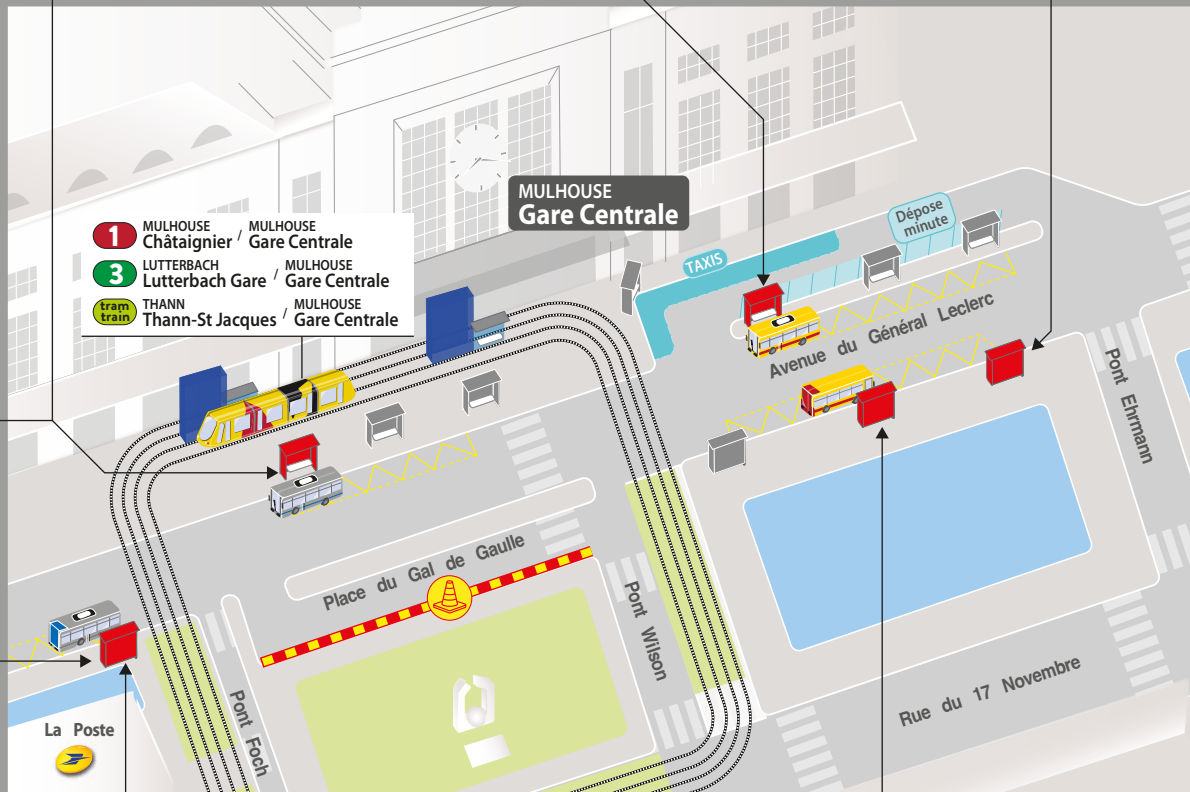 MULHOUSE
Gare Centrale
1 MULHOUSE Châtaignier / MULHOUSE Gare Centrale
3 LUTTERBACH Lutterbach Gare / MULHOUSE Gare Centrale
tram train THANN Thann-St Jacques / MULHOUSE Gare Centrale
TAXIS
Dépose
minute
Avenue du Général Leclerc
Pont Ehrmann
Place du Gal de Gaulle
Pont Wilson
Rue du 17 Novembre
Pont Foch
La Poste